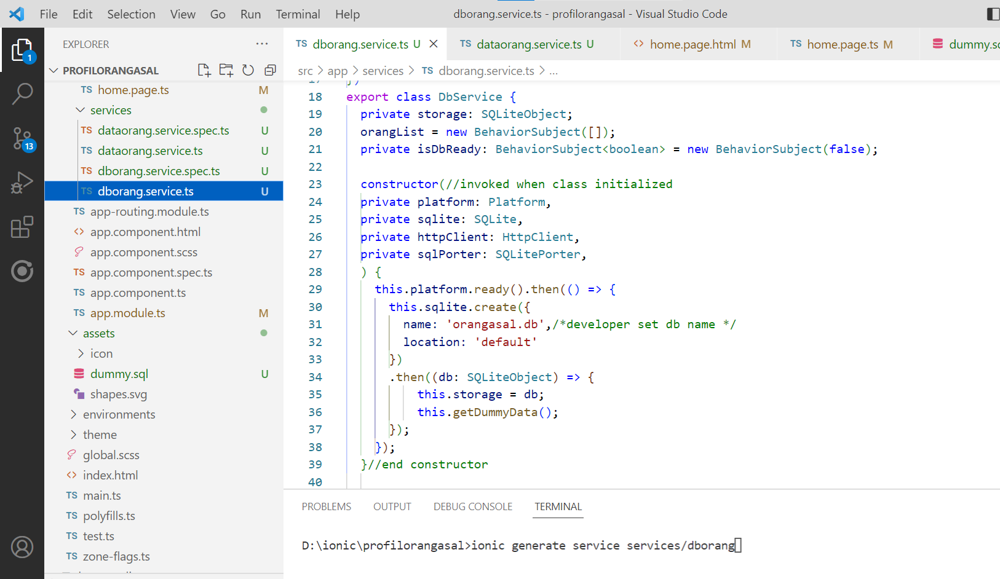 File Edit Selection View Go Run Terminal Help
dborang.service.ts - profilorangasal - Visual Studio Code
EXPLORER ...
PROFILORANGASAL
TS home.page.ts M
services
TS dataorang.service.spec.ts U
TS dataorang.service.ts U
TS dborang.service.spec.ts U
TS dborang.service.ts U
TS app-routing.module.ts
<> app.component.html
app.component.scss
TS app.component.spec.ts
TS app.component.ts
TS app.module.ts M
assets
icon
dummy.sql U
shapes.svg
environments
theme
global.scss
<> index.html
TS main.ts
TS polyfills.ts
TS test.ts
TS zone-flags.ts
1
13
TS dborang.service.ts U
TS dataorang.service.ts U
<> home.page.html M
TS home.page.ts M
src > app > services > TS dborang.service.ts > ...
17 })
18 export class DbService {
19 private storage: SQLiteObject;
20 orangList = new BehaviorSubject([]);
21 private isDbReady: BehaviorSubject<boolean> = new BehaviorSubject(false);
22
23 constructor(//invoked when class initialized
24 private platform: Platform,
25 private sqlite: SQLite,
26 private httpClient: HttpClient,
27 private sqlPorter: SQLitePorter,
28 ) {
29 this.platform.ready().then(() => {
30 this.sqlite.create({
31 name: 'orangasal.db',/*developer set db name */
32 location: 'default'
33 })
34 .then((db: SQLiteObject) => {
35 this.storage = db;
36 this.getDummyData();
37 });
38 });
39 }//end constructor
40
PROBLEMS OUTPUT DEBUG CONSOLE TERMINAL
D:\ionic\profilorangasal>ionic generate service services/dborang